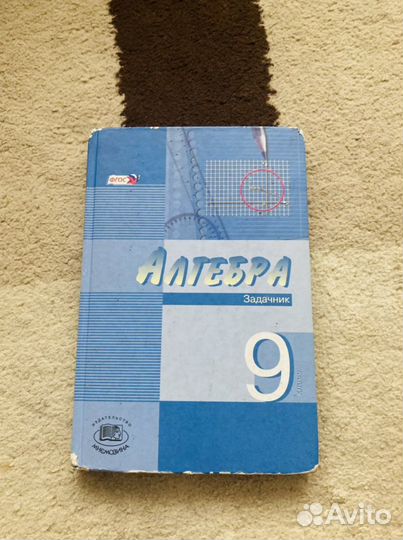 ФГОС
АЛГЕБРА
Задачник
9
класс
ИЗДАТЕЛЬСТВО
МНЕМОЗИНА
Avito